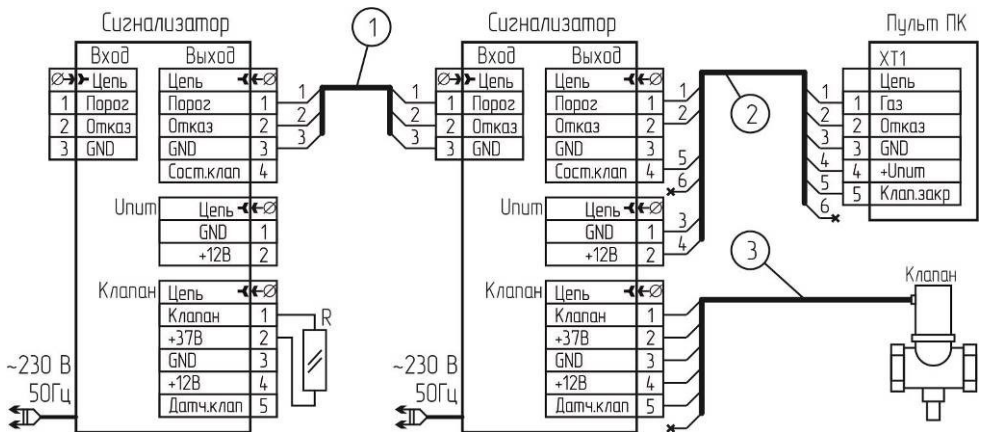 Сигнализатор
Вход
Цепь
1 Порог
2 Отказ
3 GND
Выход
Цепь
Порог 1
Отказ 2
GND 3
Сост.клап 4
Uпит
Цепь
GND 1
+12В 2
Клапан
Цепь
Клапан 1
+37В 2
GND 3
+12В 4
Датч.клап 5
R
~230 В
50Гц
1
2
3
1
1
2
3
Сигнализатор
Вход
Цепь
1 Порог
2 Отказ
3 GND
Выход
Цепь
Порог 1
Отказ 2
GND 3
Сост.клап 4
Uпит
Цепь
GND 1
+12В 2
Клапан
Цепь
Клапан 1
+37В 2
GND 3
+12В 4
Датч.клап 5
~230 В
50Гц
1
2
5
6
3
4
2
1
2
3
4
5
6
Пульт ПК
XT1
Цепь
1 Газ
2 Отказ
3 GND
4 +Uпит
5 Клап.закр
3
Клапан